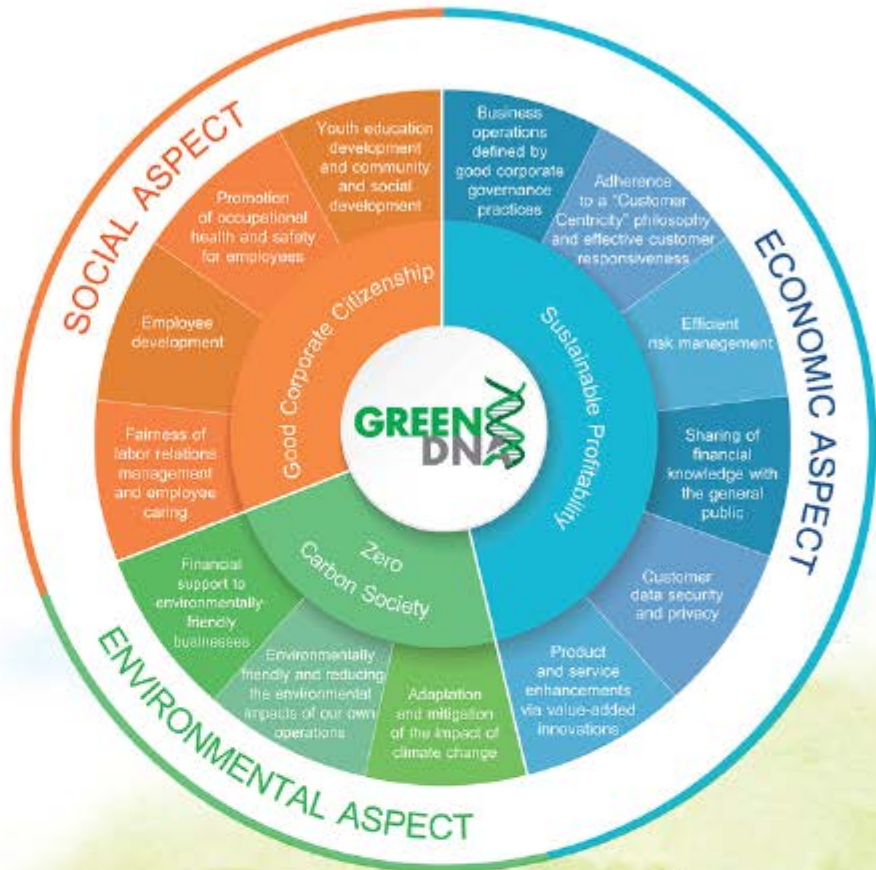 SOCIAL ASPECT
ECONOMIC ASPECT
ENVIRONMENTAL ASPECT
Good Corporate Citizenship
Sustainable Profitability
Zero
Carbon Society
GREEN
DNA
Youth education
development
and community
and social
development
Promotion
of occupational
health and safety
for employees
Employee
development
Fairness of
labor relations
management
and employee
caring
Business
operations
defined by
good corporate
governance
practices
Adherence
to a "Customer
Centricity" philosophy
and effective customer
responsiveness
Efficient
risk management
Sharing of
financial
knowledge with
the general
public
Customer
data security
and privacy
Product
and service
enhancements
via value-added
innovations
Adaptation
and mitigation
of the impact of
climate change
Environmentally
friendly and reducing
the environmental
impacts of our own
operations
Financial
support to
environmentally-
friendly
businesses